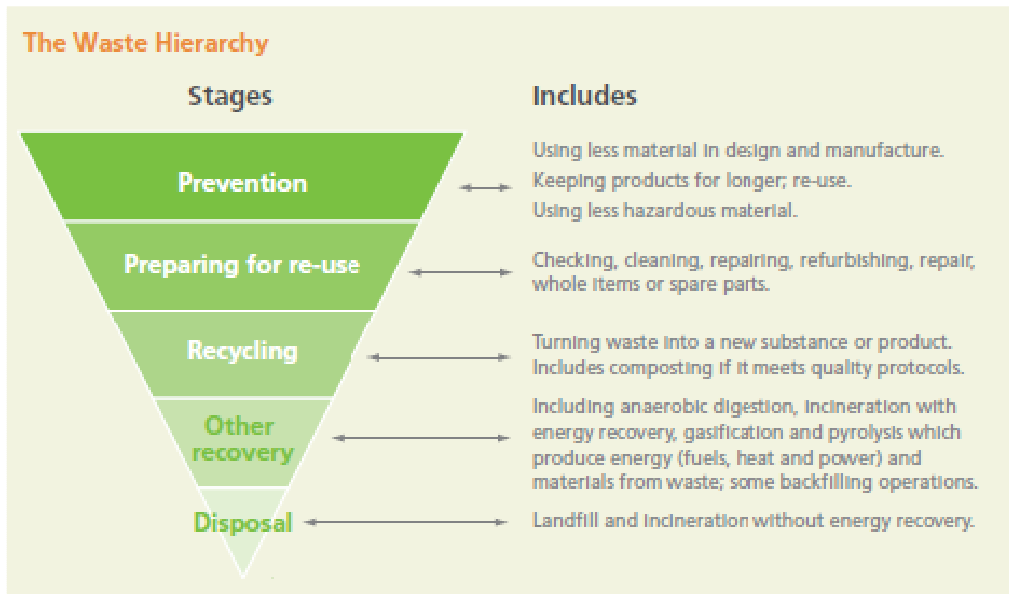 The Waste Hierarchy
Stages
Includes
Prevention
Using less material in design and manufacture.
Keeping products for longer; re-use.
Using less hazardous material.
Preparing for re-use
Checking, cleaning, repairing, refurbishing, repair,
whole items or spare parts.
Recycling
Turning waste into a new substance or product.
Includes composting if it meets quality protocols.
Other
recovery
Including anaerobic digestion, incineration with
energy recovery, gasification and pyrolysis which
produce energy (fuels, heat and power) and
materials from waste; some backfilling operations.
Disposal
Landfill and incineration without energy recovery.